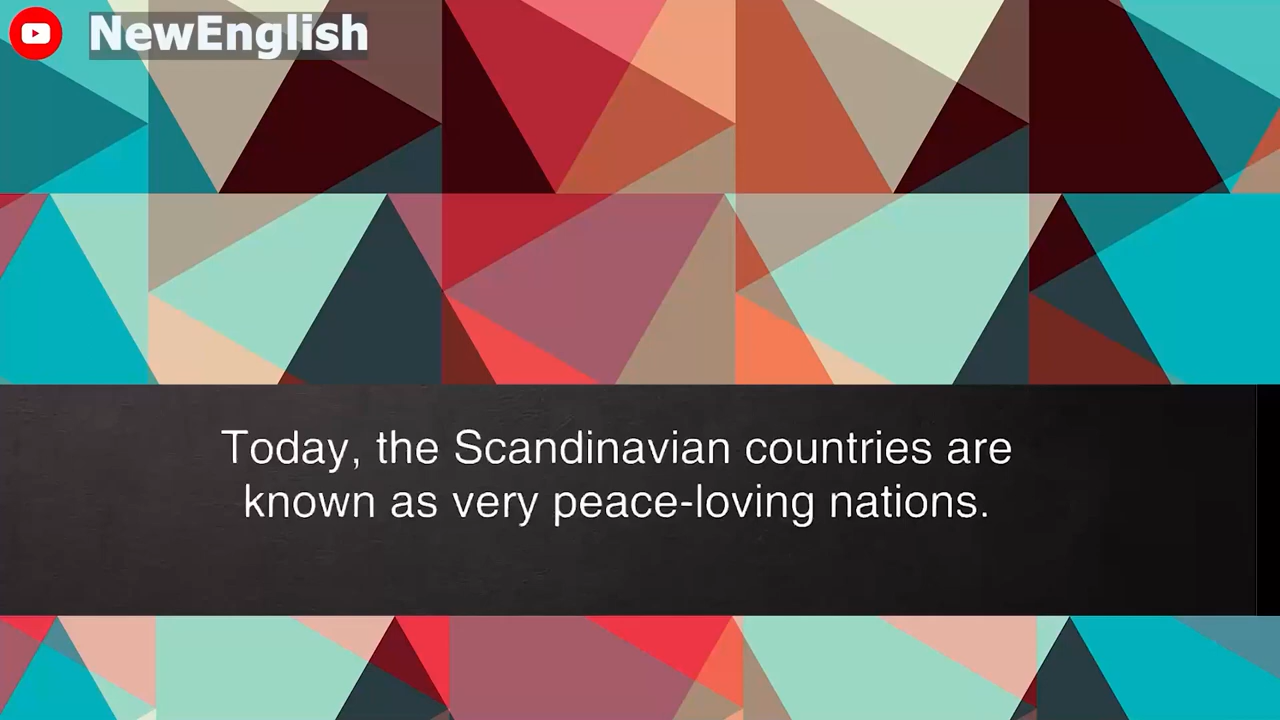 NewEnglish
Today, the Scandinavian countries are
known as very peace-loving nations.